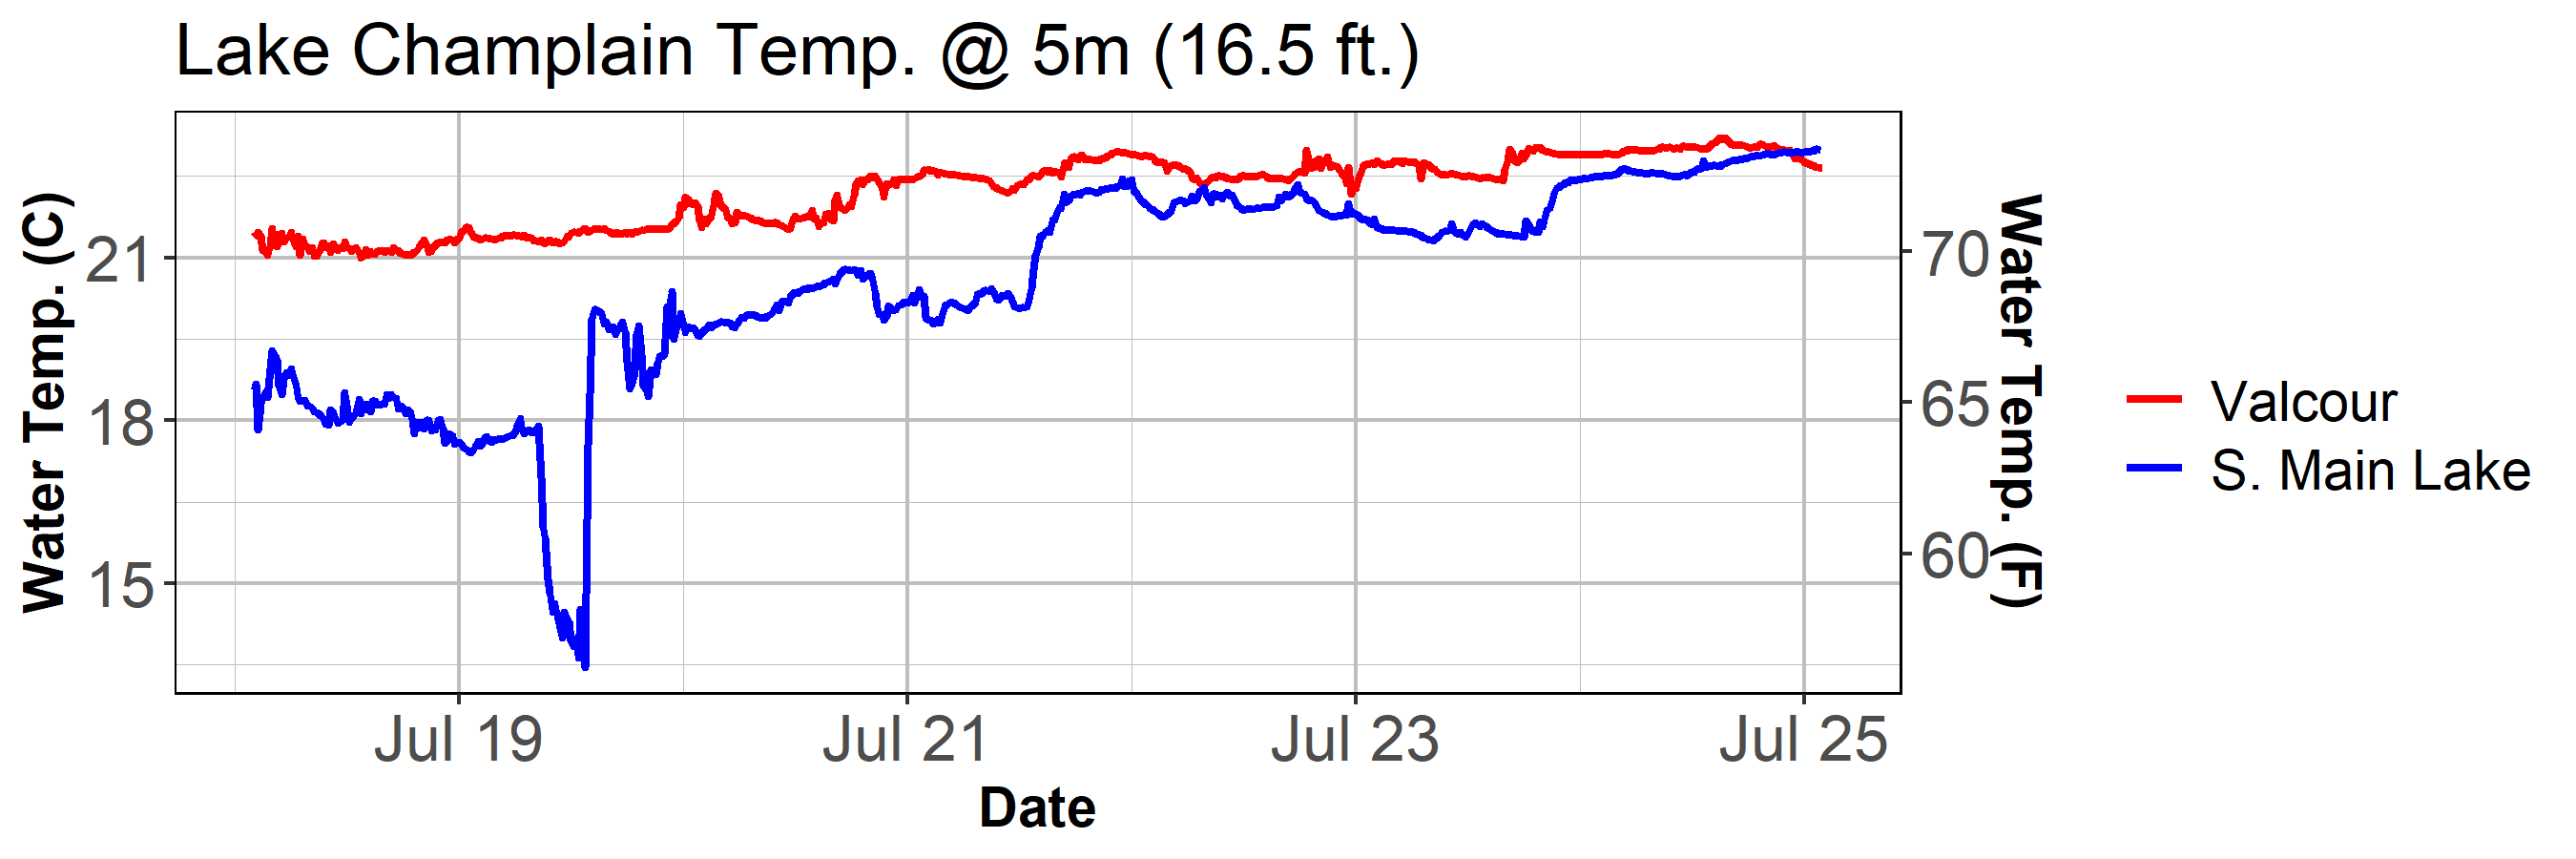 Lake Champlain Temp. @ 5m (16.5 ft.)
Water Temp. (C)
21
18
15
70
65
60
Water Temp. (F)
Valcour
S. Main Lake
Jul 19
Jul 21
Jul 23
Jul 25
Date